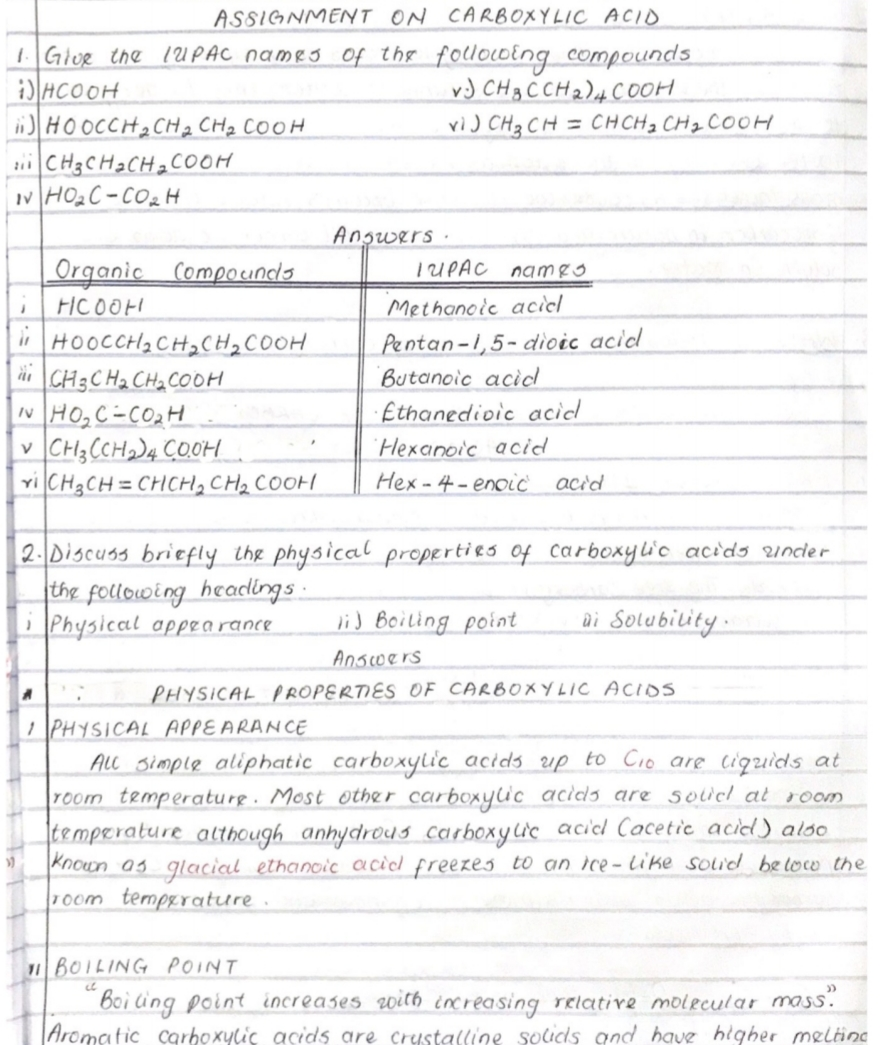 ASSIGNMENT ON CARBOXYLIC ACID
1. Give the IUPAC names of the following compounds
i) HCOOH v.) CH3(CH2)4COOH
ii) HOOCCH2CH2CH2COOH vi) CH3CH = CHCH2CH2COOH
iii CH3CH2CH2COOH
iv HO2C-CO2H
Answers.
Organic Compounds IUPAC names
i HCOOH Methanoic acid
ii HOOCCH2CH2CH2COOH Pentan-1,5-dioic acid
iii CH3CH2CH2COOH Butanoic acid
iv HO2C-CO2H Ethanedioic acid
v CH3(CH2)4COOH Hexanoic acid
vi CH3CH = CHCH2CH2COOH Hex-4-enoic acid
2. Discuss briefly the physical properties of carboxylic acids under
the following headings.
i Physical appearance ii) Boiling point iii Solubility.
Answers
PHYSICAL PROPERTIES OF CARBOXYLIC ACIDS
I PHYSICAL APPEARANCE
All simple aliphatic carboxylic acids up to C10 are liquids at
room temperature. Most other carboxylic acids are solid at room
temperature although anhydrous carboxylic acid (acetic acid) also
known as glacial ethanoic acid freezes to an ice-like solid below the
room temperature.
II BOILING POINT
"Boiling point increases with increasing relative molecular mass."
Aromatic carboxylic acids are crystalline solids and have higher melting